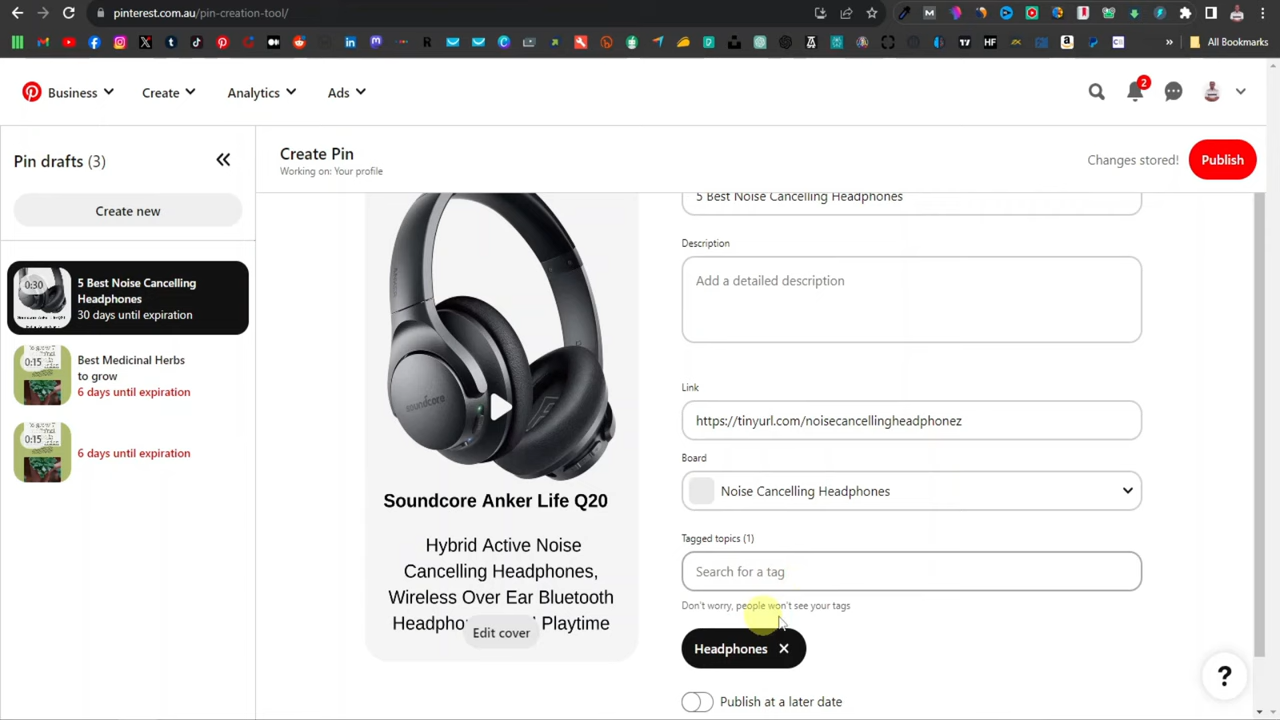 pinterest.com.au/pin-creation-tool/
All Bookmarks
Business
Create
Analytics
Ads
2
Pin drafts (3)
Create new
0:30
5 Best Noise Cancelling
Headphones
30 days until expiration
0:15
Best Medicinal Herbs
to grow
6 days until expiration
0:15
6 days until expiration
Create Pin
Working on: Your profile
Changes stored!
Publish
soundcore
Soundcore Anker Life Q20
Hybrid Active Noise
Cancelling Headphones,
Wireless Over Ear Bluetooth
Playtime
Edit cover
5 Best Noise Cancelling Headphones
Description
Add a detailed description
Link
https://tinyurl.com/noisecancellingheadphonez
Board
Noise Cancelling Headphones
Tagged topics (1)
Search for a tag
Don't worry, people won't see your tags
Headphones
Publish at a later date
?